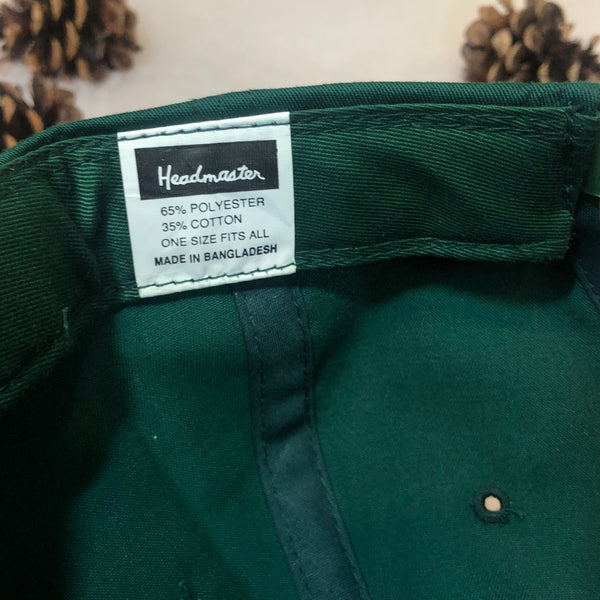 Headmaster
65% POLYESTER
35% COTTON
ONE SIZE FITS ALL
MADE IN BANGLADESH